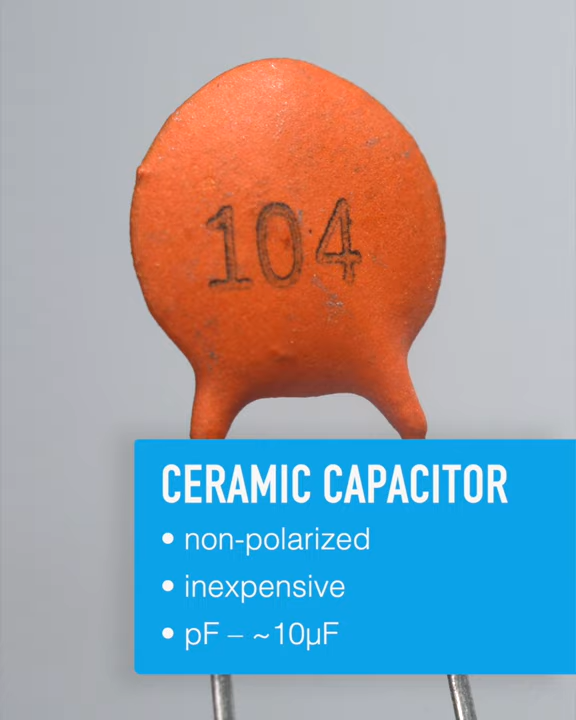 104
CERAMIC CAPACITOR
• non-polarized
• inexpensive
• pF – ~10µF